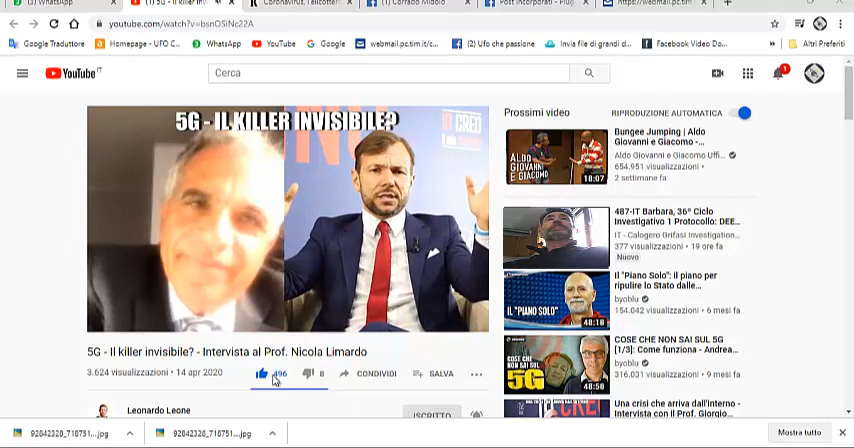 WhatsApp
Coronavirus, l'elicotter
(1) Corrado Midolo
Post incorporati - Plug
https://webmail.pc.tim
youtube.com/watch?v=bsnOSiNc22A
Google Traduttore
Homepage - UFO C...
WhatsApp
YouTube
Google
webmail.pc.tim.it/c...
(2) Ufo che passione
Invia file di grandi d...
Facebook Video Do...
Altri Preferiti
YouTube IT
Cerca
1
5G - IL KILLER INVISIBILE?
5G - Il killer invisibile? - Intervista al Prof. Nicola Limardo
3.624 visualizzazioni • 14 apr 2020
496
8
CONDIVIDI
SALVA
Leonardo Leone
ISCRITTO
Prossimi video
RIPRODUZIONE AUTOMATICA
ALDO
GIOVANNI
E GIACOMO
18:07
Bungee Jumping | Aldo
Giovanni e Giacomo -...
Aldo Giovanni e Giacomo Uffi...
654.951 visualizzazioni •
2 settimane fa
487-IT Barbara, 36° Ciclo
Investigativo 1 Protocollo: DEE...
IT - Calogero Grifasi Investigation...
377 visualizzazioni • 19 ore fa
Nuovo
IL "PIANO SOLO"
48:18
Il "Piano Solo": il piano per
ripulire lo Stato dalle...
byoblu
154.042 visualizzazioni • 6 mesi fa
COSE
CHE NON
SAI SUL
5G
48:58
COSE CHE NON SAI SUL 5G
[1/3]: Come funziona - Andrea...
byoblu
316.031 visualizzazioni • 9 mesi fa
Una crisi che arriva dall'interno -
Intervista con il Prof. Giorgio...
92842328_718751....jpg
92842328_718751....jpg
Mostra tutto